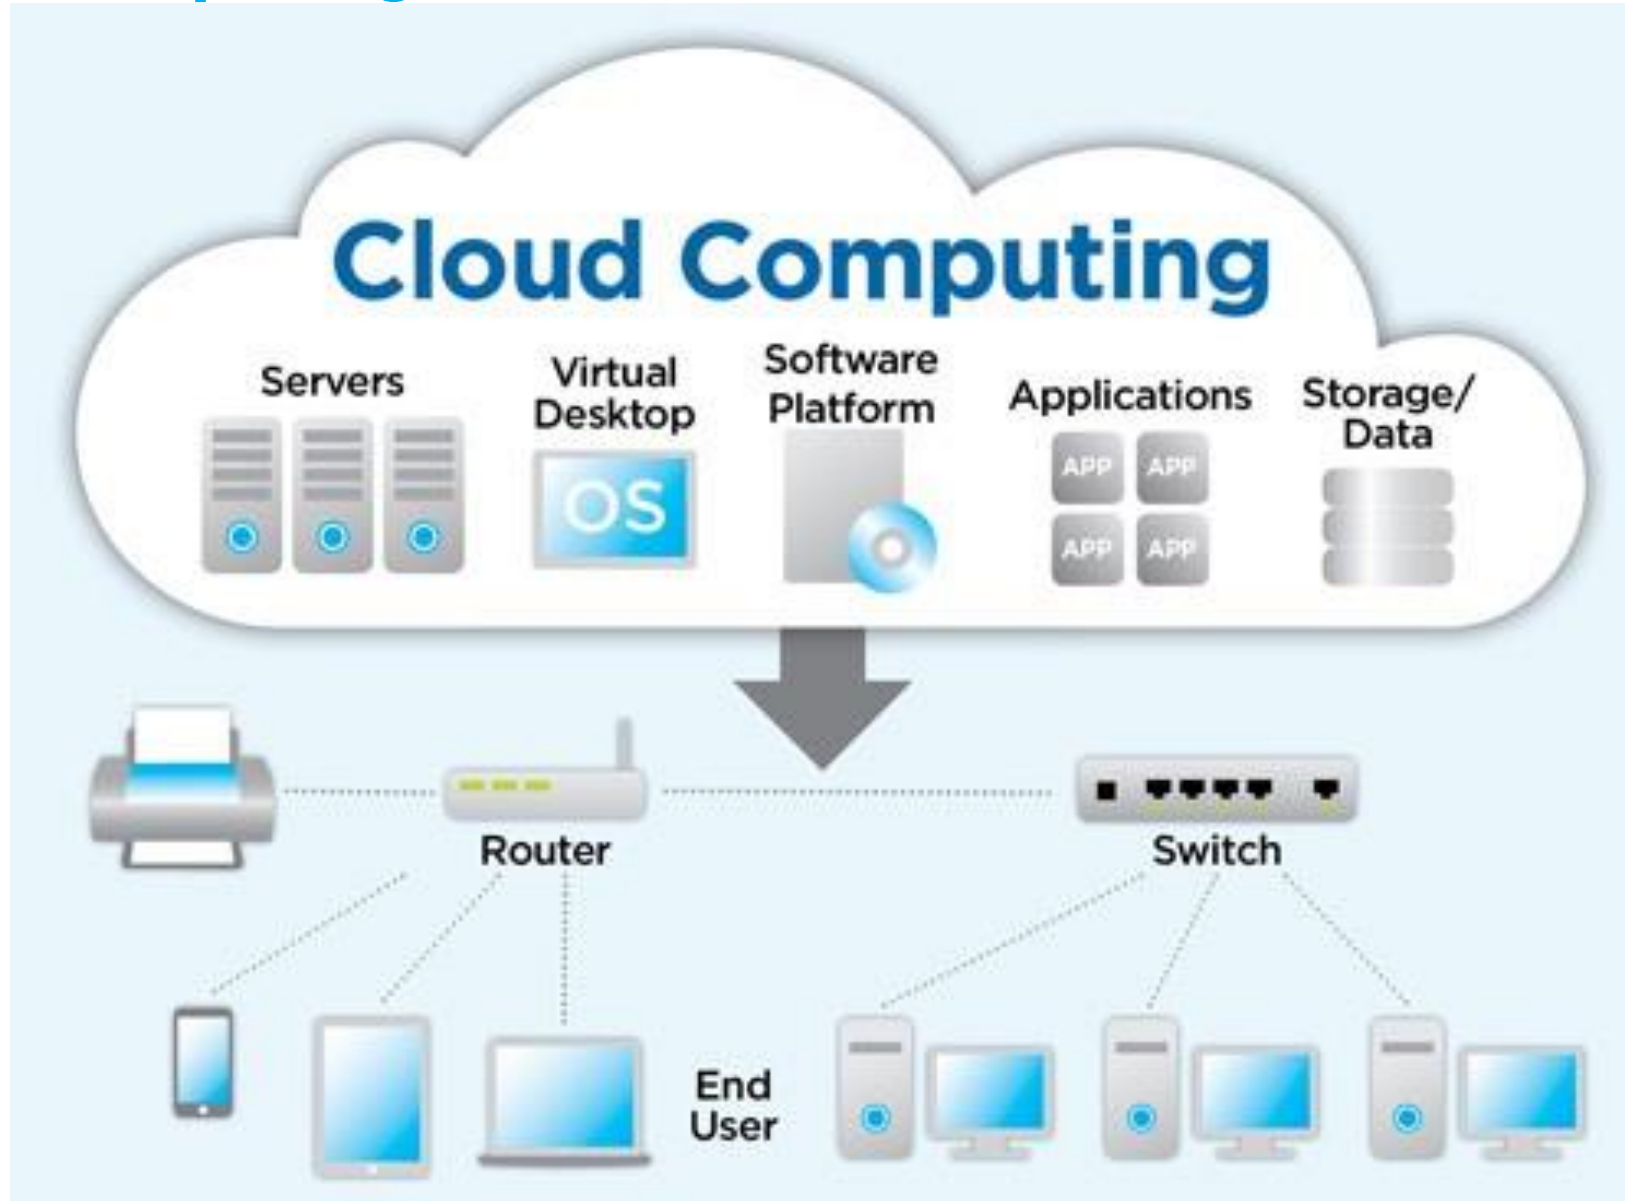 Cloud Computing
Servers
Virtual
Desktop
Software
Platform
Applications
Storage/
Data
OS
APP APP
APP APP
Router
Switch
End
User